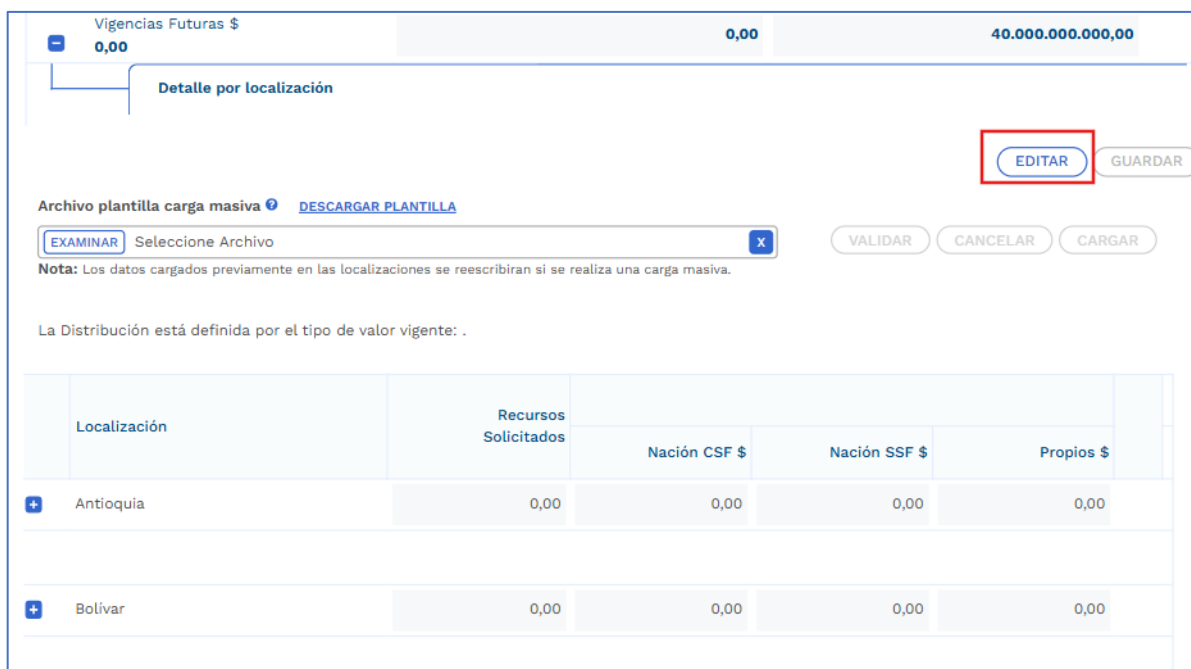 Vigencias Futuras $
0,00 0,00 40.000.000.000,00
Detalle por localización
EDITAR GUARDAR
Archivo plantilla carga masiva ? DESCARGAR PLANTILLA
EXAMINAR Seleccione Archivo X VALIDAR CANCELAR CARGAR
Nota: Los datos cargados previamente en las localizaciones se reescribiran si se realiza una carga masiva.
La Distribución está definida por el tipo de valor vigente: .
Localización Recursos Solicitados
Nación CSF $ Nación SSF $ Propios $
Antioquia 0,00 0,00 0,00 0,00
Bolívar 0,00 0,00 0,00 0,00